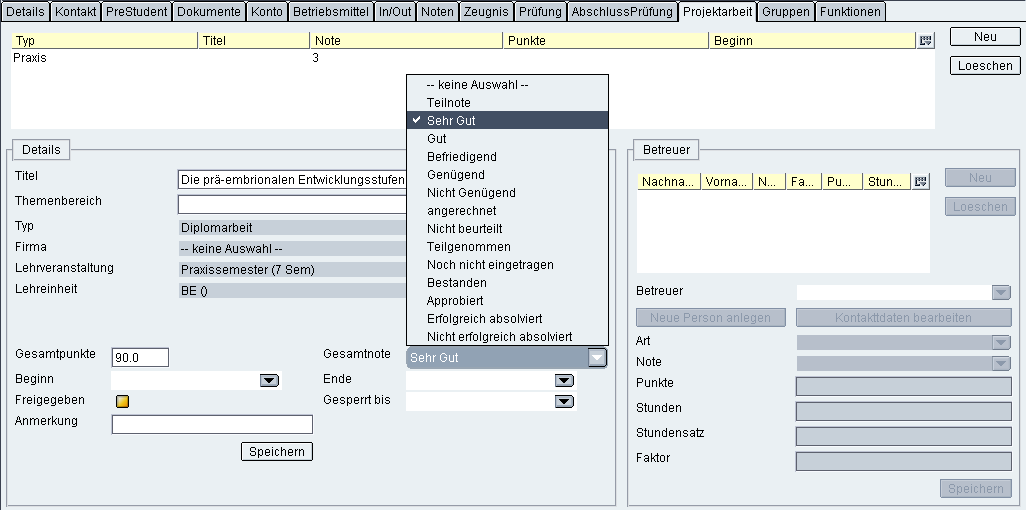 Details Kontakt PreStudent Dokumente Konto Betriebsmittel In/Out Noten Zeugnis Prüfung AbschlussPrüfung Projektarbeit Gruppen Funktionen
Typ Titel Note Punkte Beginn
Neu
Praxis 3
Loeschen
-- keine Auswahl --
Teilnote
Sehr Gut
Gut
Befriedigend
Genügend
Nicht Genügend
angerechnet
Nicht beurteilt
Teilgenommen
Noch nicht eingetragen
Bestanden
Approbiert
Erfolgreich absolviert
Nicht erfolgreich absolviert
Details
Titel Die prä-embrionalen Entwicklungsstufen
Themenbereich
Typ Diplomarbeit
Firma -- keine Auswahl --
Lehrveranstaltung Praxissemester (7 Sem)
Lehreinheit BE ()
Gesamtpunkte 90.0 Gesamtnote Sehr Gut
Beginn Ende
Freigegeben Gesperrt bis
Anmerkung
Speichern
Betreuer
Nachna... Vorna... N... Fa... Pu... Stun...
Neu
Loeschen
Betreuer
Neue Person anlegen Kontakttdaten bearbeiten
Art
Note
Punkte
Stunden
Stundensatz
Faktor
Speichern